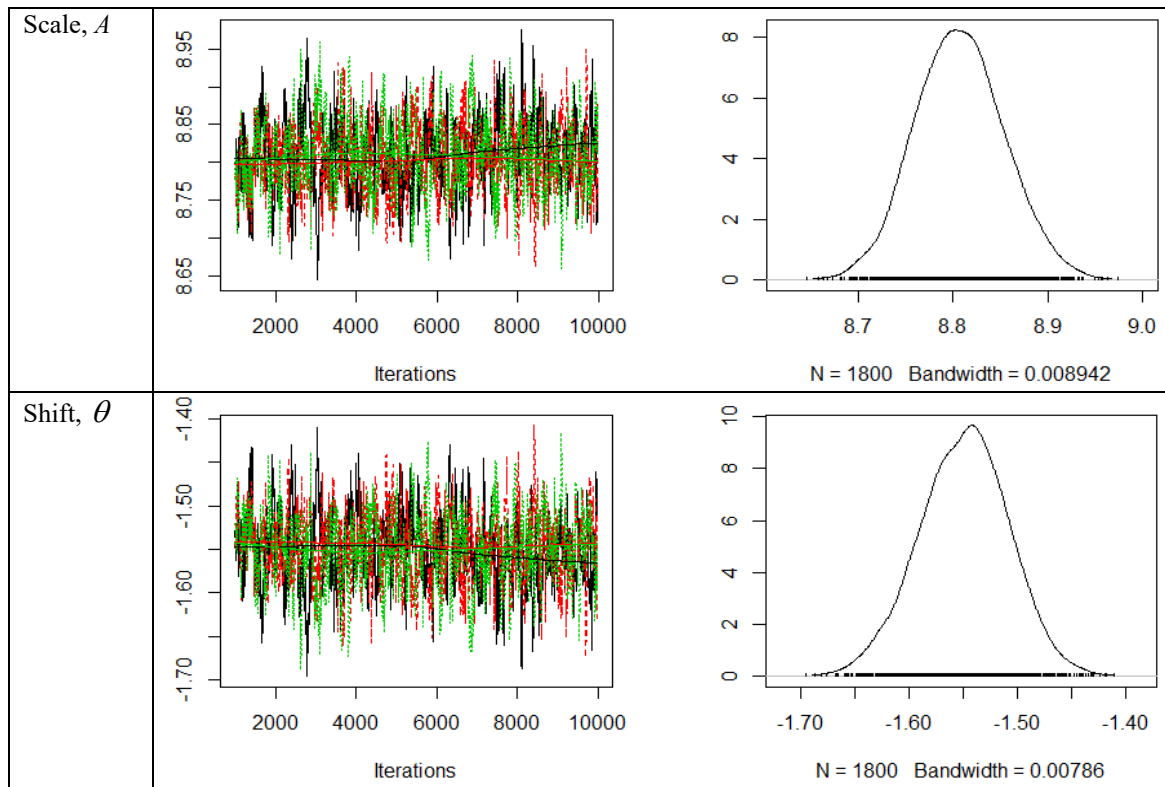 Scale, A
8.95
8.85
8.75
8.65
2000 4000 6000 8000 10000
Iterations
8
6
4
2
0
8.7 8.8 8.9 9.0
N = 1800 Bandwidth = 0.008942
Shift, θ
-1.40
-1.50
-1.60
-1.70
2000 4000 6000 8000 10000
Iterations
10
8
6
4
2
0
-1.70 -1.60 -1.50 -1.40
N = 1800 Bandwidth = 0.00786